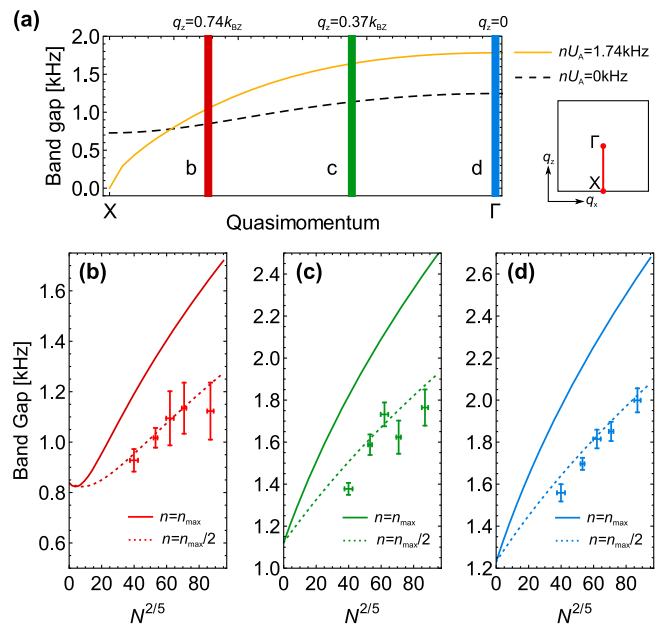 (a)
q_z=0.74k_BZ
q_z=0.37k_BZ
q_z=0
Band gap [kHz]
2.0
1.5
1.0
0.5
0.0
b
c
d
X
Quasimomentum
Γ
nU_A=1.74kHz
nU_A=0kHz
Γ
X
q_z
q_x
(b)
Band Gap [kHz]
1.6
1.4
1.2
1.0
0.8
0.6
n=n_max
n=n_max/2
0 20 40 60 80
N^2/5
(c)
2.4
2.2
2.0
1.8
1.6
1.4
1.2
1.0
n=n_max
n=n_max/2
0 20 40 60 80
N^2/5
(d)
2.6
2.4
2.2
2.0
1.8
1.6
1.4
1.2
n=n_max
n=n_max/2
0 20 40 60 80
N^2/5